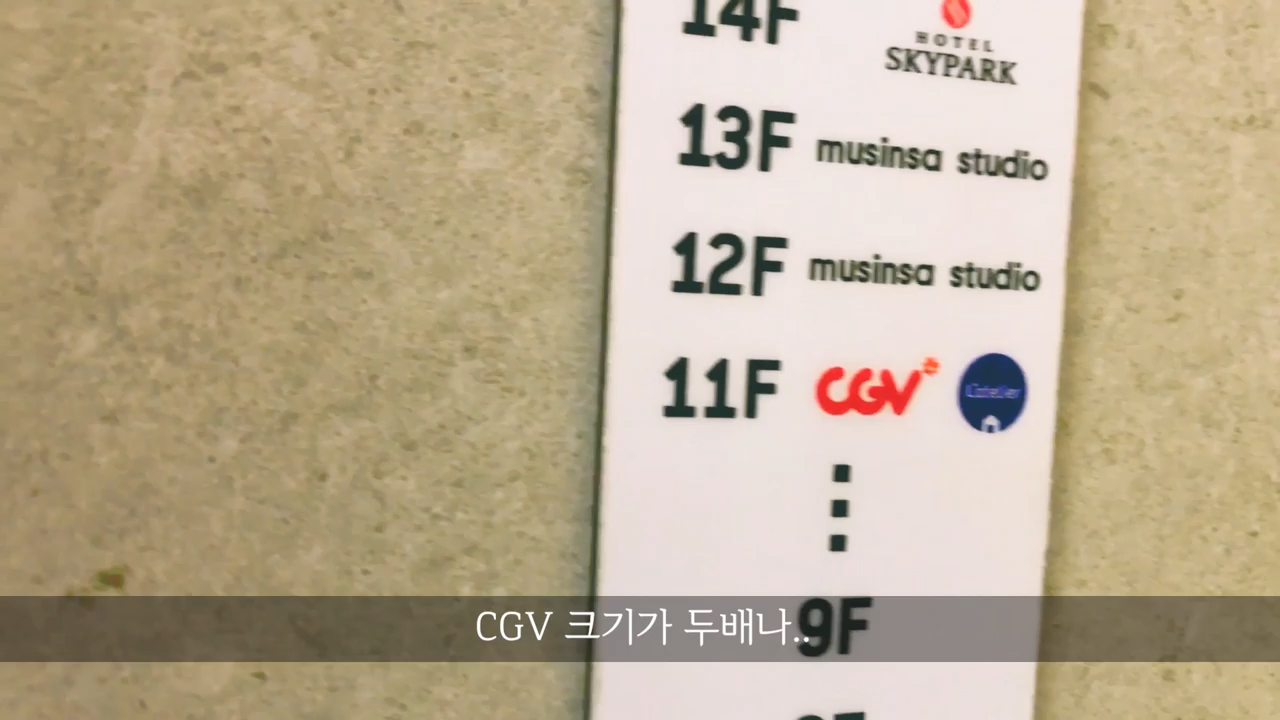 14F HOTEL
SKYPARK
13F musinsa studio
12F musinsa studio
11F CGV
9F
CGV 크기가 두배나..